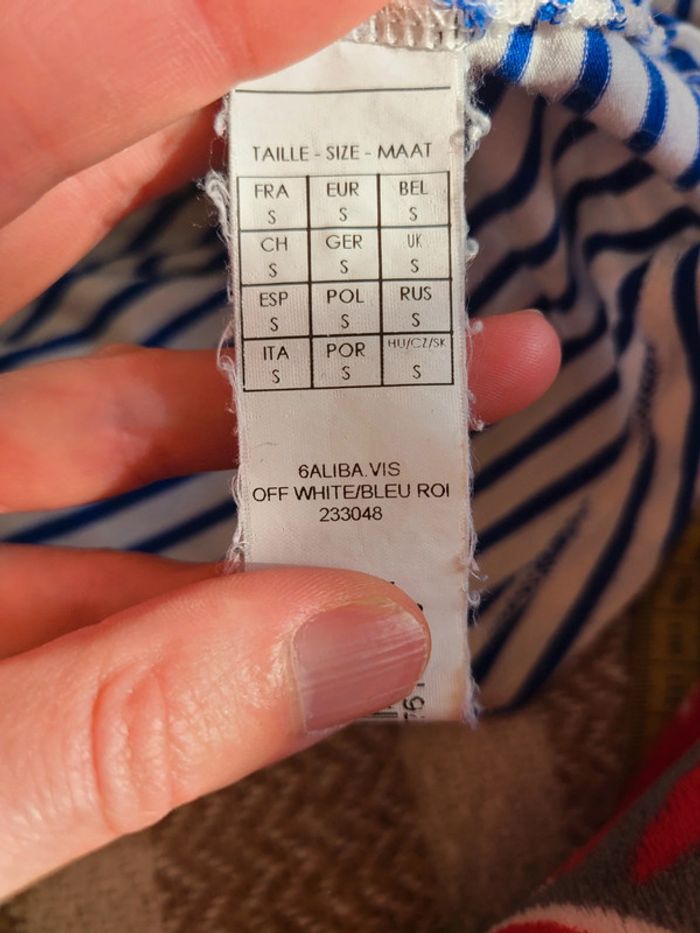 TAILLE - SIZE - MAAT
FRA EUR BEL
S S S
CH GER UK
S S S
ESP POL RUS
S S S
ITA POR HU/CZ/SK
S S S
6ALIBA.VIS
OFF WHITE/BLEU ROI
233048